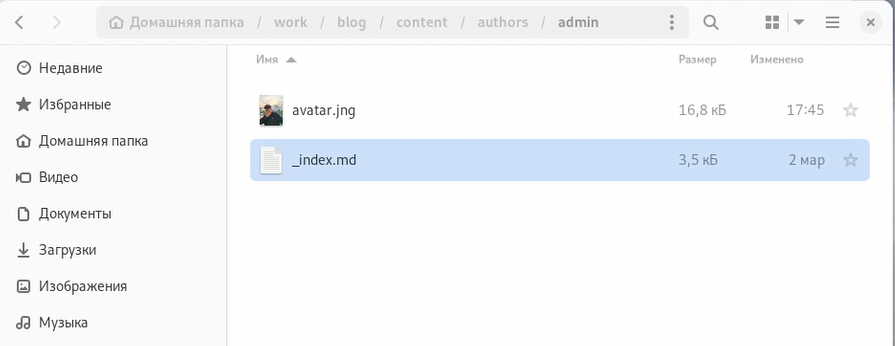 Домашняя папка / work / blog / content / authors / admin
Имя Размер Изменено
Недавние
Избранные
Домашняя папка
Видео
Документы
Загрузки
Изображения
Музыка
avatar.jng 16,8 кБ 17:45
_index.md 3,5 кБ 2 мар